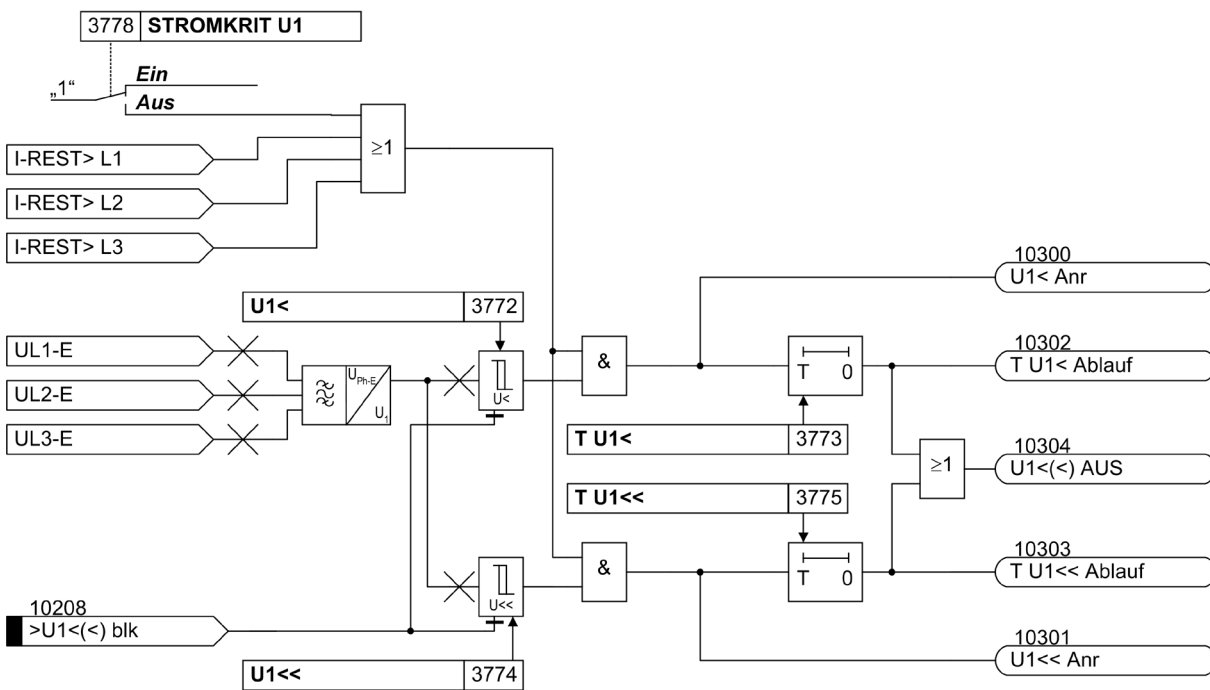 3778 STROMKRIT U1
„1“
Ein
Aus
I-REST> L1
I-REST> L2
I-REST> L3
≥1
10300
U1< Anr
U1< 3772
UL1-E
UL2-E
UL3-E
U Ph-E
U1
U<
&
T 0
10302
T U1< Ablauf
T U1< 3773
≥1
10304
U1<(<) AUS
T U1<< 3775
U<<
&
T 0
10303
T U1<< Ablauf
10208
>U1<(<) blk
U1<< 3774
10301
U1<< Anr